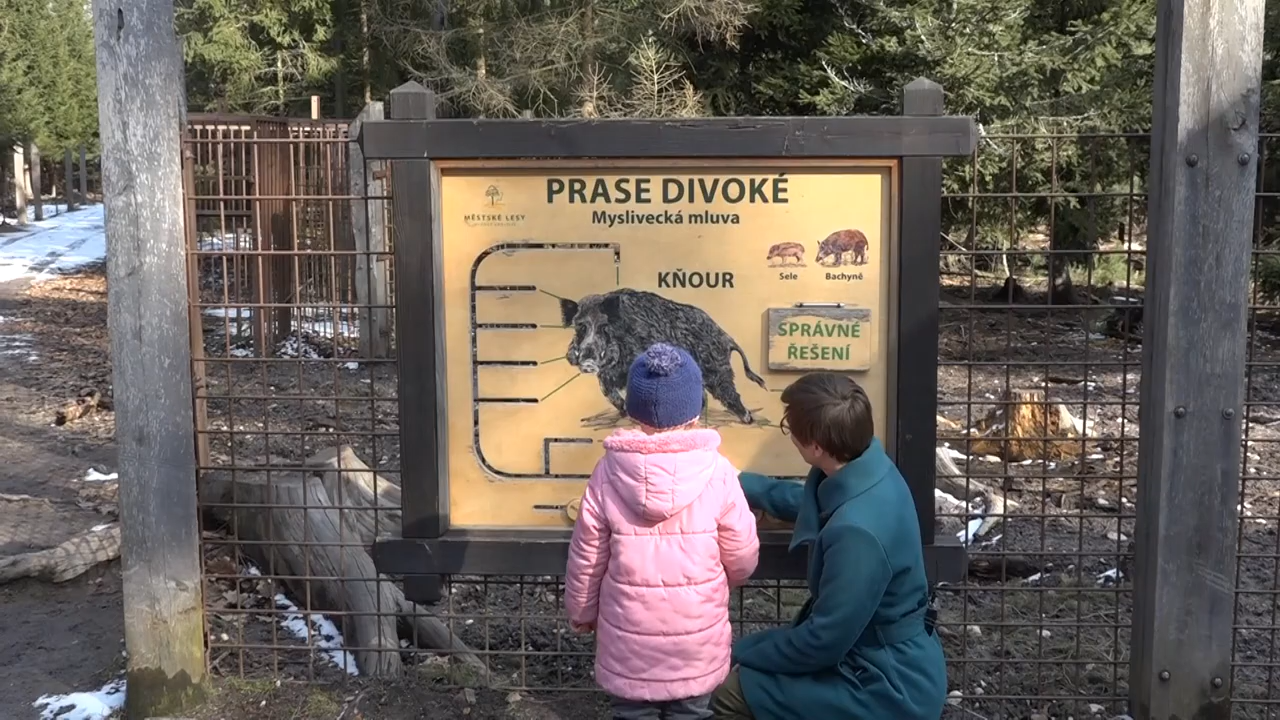 PRASE DIVOKÉ
Myslivecká mluva
MĚSTSKÉ LESY
KŇOUR
Sele
Bachyně
SPRÁVNÉ
ŘEŠENÍ